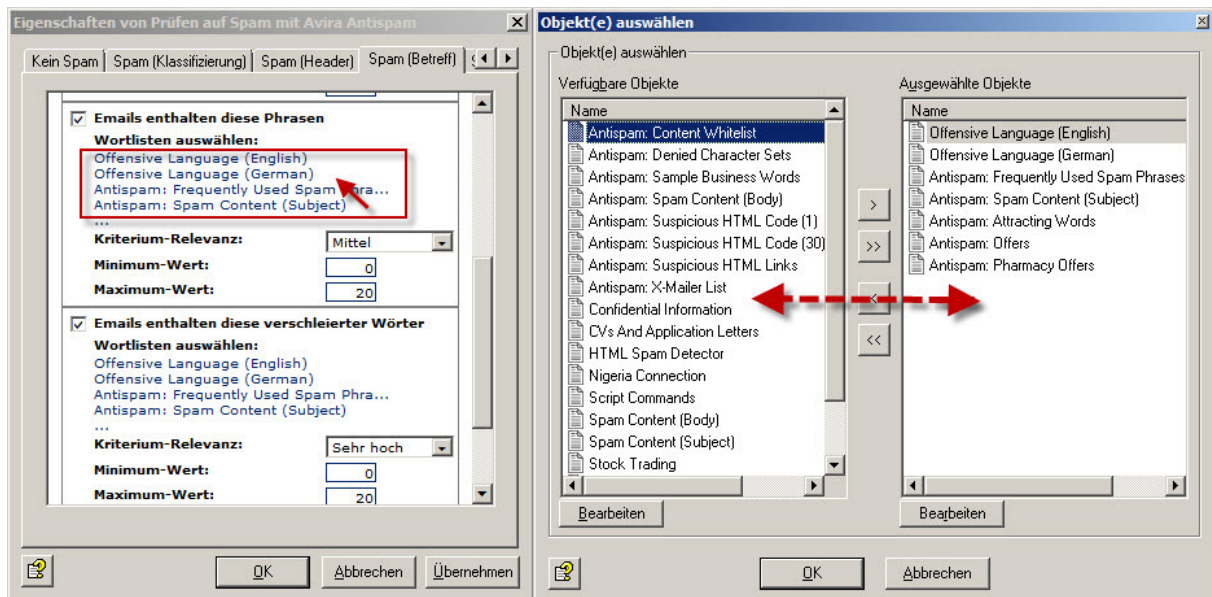 Eigenschaften von Prüfen auf Spam mit Avira Antispam
Kein Spam
Spam (Klassifizierung)
Spam (Header)
Spam (Betreff)
Emails enthalten diese Phrasen
Wortlisten auswählen:
Offensive Language (English)
Offensive Language (German)
Antispam: Frequently Used Spam Phra...
Antispam: Spam Content (Subject)
...
Kriterium-Relevanz:
Mittel
Minimum-Wert:
0
Maximum-Wert:
20
Emails enthalten diese verschleierter Wörter
Wortlisten auswählen:
Offensive Language (English)
Offensive Language (German)
Antispam: Frequently Used Spam Phra...
Antispam: Spam Content (Subject)
...
Kriterium-Relevanz:
Sehr hoch
Minimum-Wert:
0
Maximum-Wert:
20
OK
Abbrechen
Übernehmen
Objekt(e) auswählen
Objekt(e) auswählen
Verfügbare Objekte
Name
Antispam: Content Whitelist
Antispam: Denied Character Sets
Antispam: Sample Business Words
Antispam: Spam Content (Body)
Antispam: Suspicious HTML Code (1)
Antispam: Suspicious HTML Code (30)
Antispam: Suspicious HTML Links
Antispam: X-Mailer List
Confidential Information
CVs And Application Letters
HTML Spam Detector
Nigeria Connection
Script Commands
Spam Content (Body)
Spam Content (Subject)
Stock Trading
Bearbeiten
>
>>
<
<<
Ausgewählte Objekte
Name
Offensive Language (English)
Offensive Language (German)
Antispam: Frequently Used Spam Phrases
Antispam: Spam Content (Subject)
Antispam: Attracting Words
Antispam: Offers
Antispam: Pharmacy Offers
Bearbeiten
OK
Abbrechen